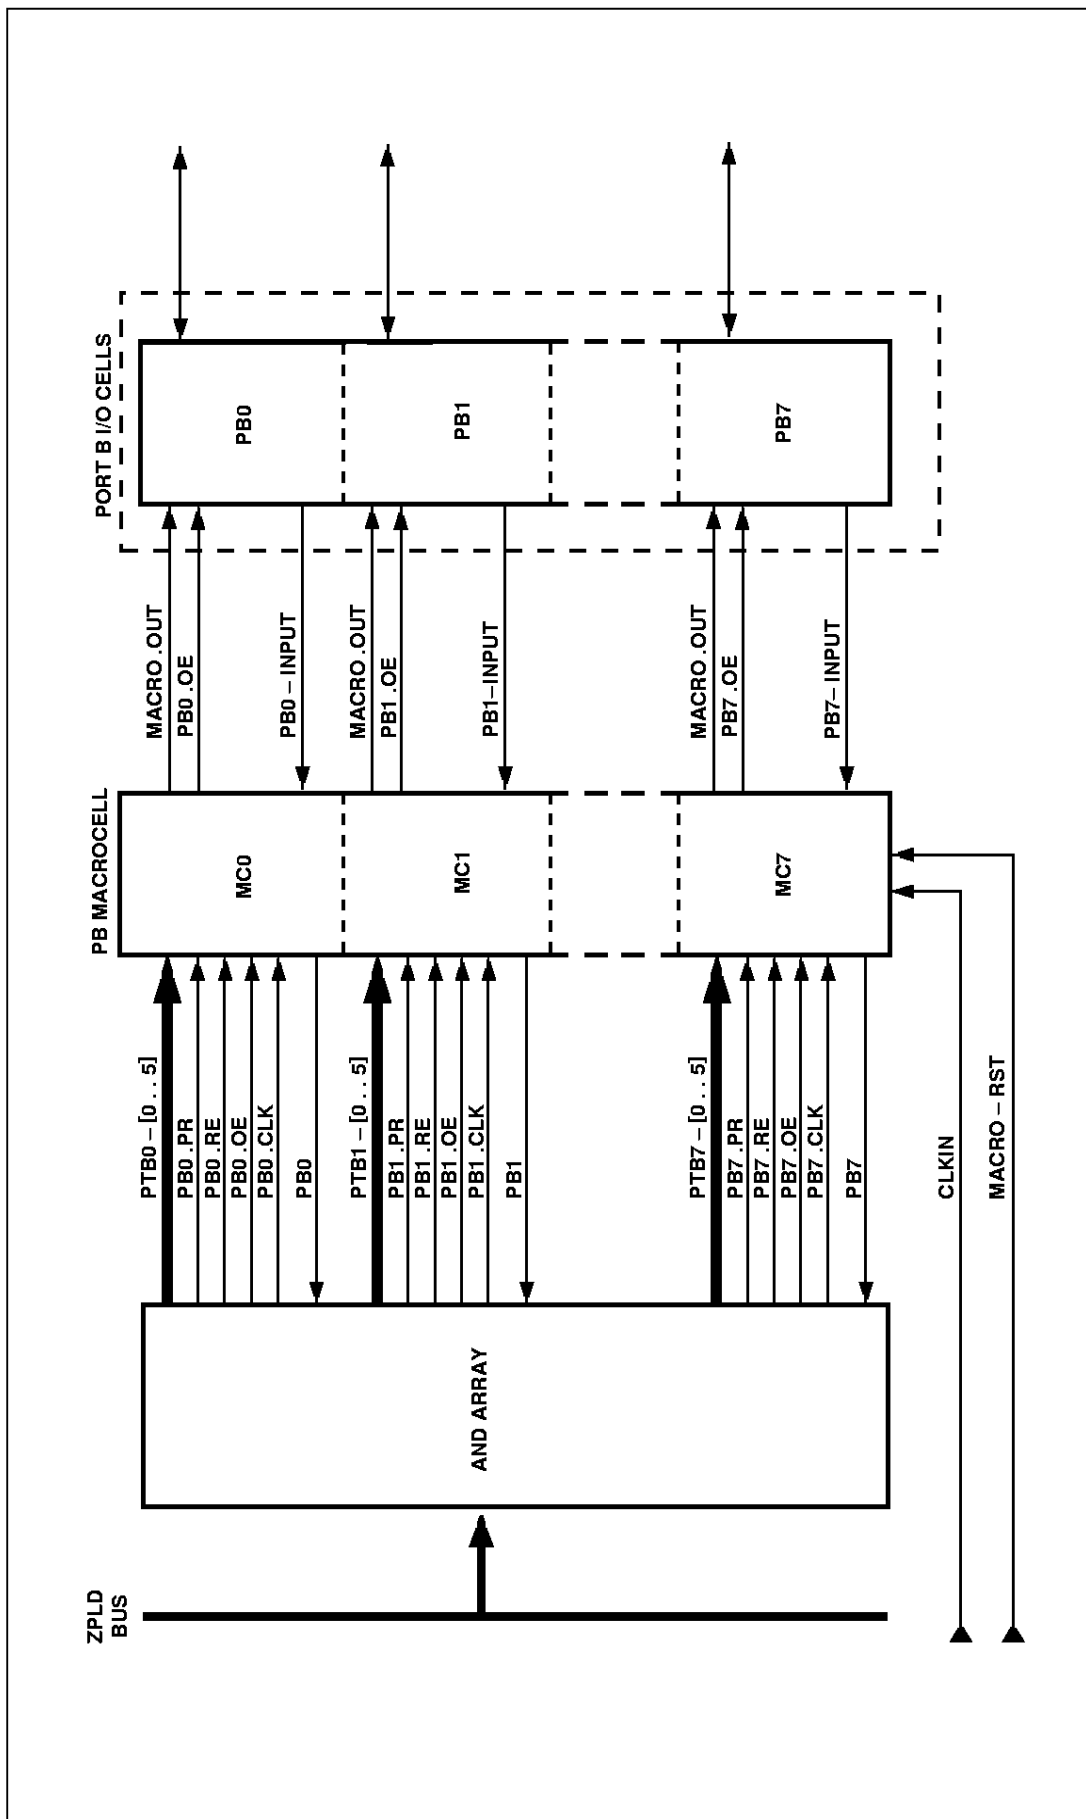 ZPLD
BUS
AND ARRAY
PTB0–[0 . . 5]
PB0 .PR
PB0 .RE
PB0 .OE
PB0 .CLK
PB0
PTB1–[0 . . 5]
PB1 .PR
PB1 .RE
PB1 .OE
PB1 .CLK
PB1
PTB7–[0 . . 5]
PB7 .PR
PB7 .RE
PB7 .OE
PB7 .CLK
PB7
CLKIN
MACRO–RST
PB MACROCELL
MC0
MC1
MC7
MACRO .OUT
PB0 .OE
PB0–INPUT
MACRO .OUT
PB1 .OE
PB1–INPUT
MACRO .OUT
PB7 .OE
PB7–INPUT
PORT B I/O CELLS
PB0
PB1
PB7